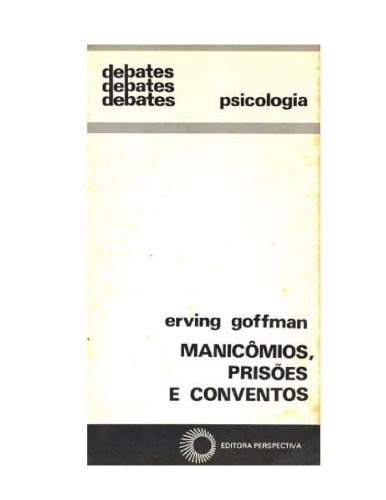 debates
debates
debates
psicologia
erving goffman
MANICÔMIOS,
PRISÕES
E CONVENTOS
EDITORA PERSPECTIVA